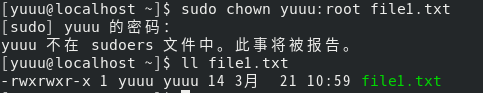 [yuuu@localhost ~]$ sudo chown yuuu:root file1.txt
[sudo] yuuu 的密码：
yuuu 不在 sudoers 文件中。此事将被报告。
[yuuu@localhost ~]$ ll file1.txt
-rwxrwxr-x 1 yuuu yuuu 14 3月  21 10:59 file1.txt